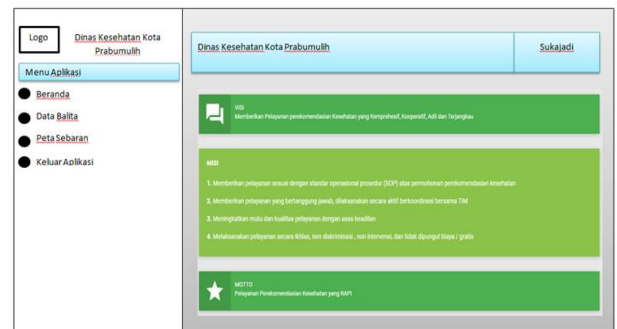 Logo
Dinas Kesehatan Kota
Prabumulih
Menu Aplikasi
Beranda
Data Balita
Peta Sebaran
Keluar Aplikasi
Dinas Kesehatan Kota Prabumulih
Sukajadi
VISI
Memberikan Pelayanan perekomendasian Kesehatan yang Komprehesif, Kooperatif, Adil dan Terjangkau
MISI
1. Memberikan pelayanan sesuai dengan standar operasional prosedur (SOP) atas permohonan perekomendasian kesehatan
2. Memberikan pelayanan yang bertanggung jawab, dilaksanakan secara aktif berkoordinasi bersama TIM
3. Meningkatkan mutu dan kualitas pelayanan dengan asas keadilan
4. Melaksanakan pelayanan secara ikhlas, non diskriminasi , non intervensi, dan tidak dipungut biaya / gratis
MOTTO
Pelayanan Perekomendasian Kesehatan yang RAPI